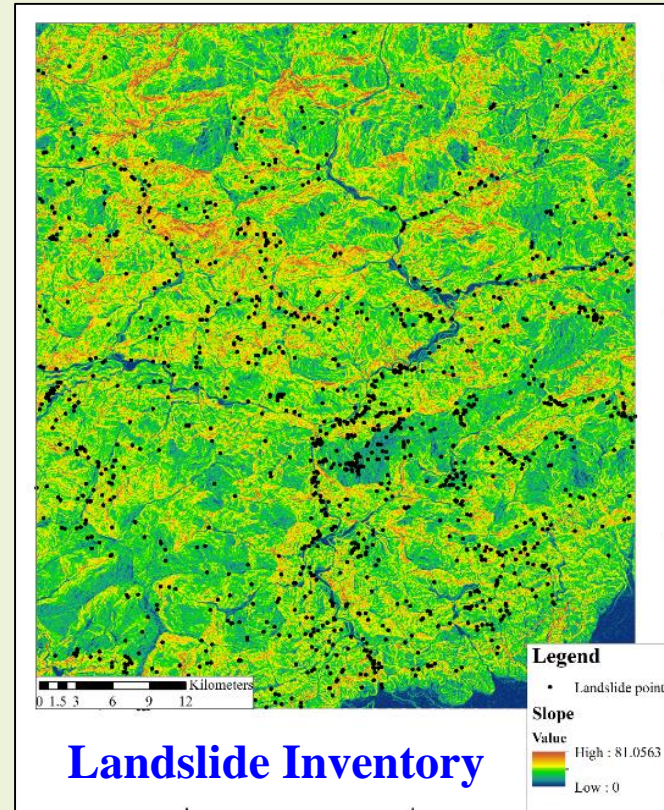 Kilometers
0 1.5 3 6 9 12
Landslide Inventory
Legend
Landslide point
Slope
Value
High : 81.0563
Low : 0